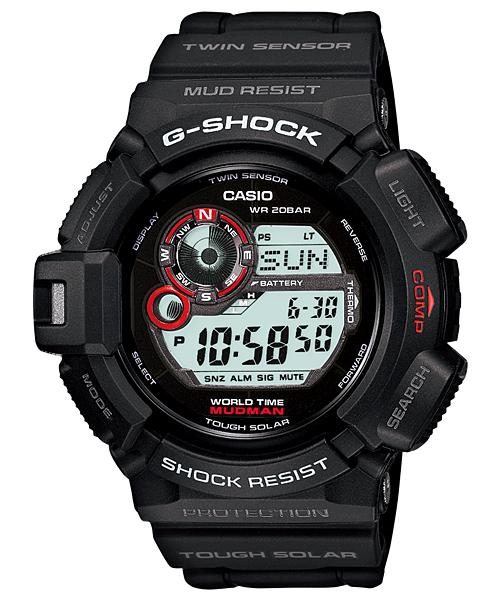 TWIN SENSOR
MUD RESIST
G-SHOCK
TWIN SENSOR
CASIO
WR 20BAR
ADJUST
DISPLAY
REVERSE
LIGHT
N
NW
NE
W
E
SW
SE
S
PS LT
SUN
BATTERY
H
M
L
6-30
THERMO
COMP
P 10:58 50
SNZ ALM SIG MUTE
MODE
SELECT
FORWARD
SEARCH
WORLD TIME
MUDMAN
TOUGH SOLAR
SHOCK RESIST
PROTECTION
TOUGH SOLAR